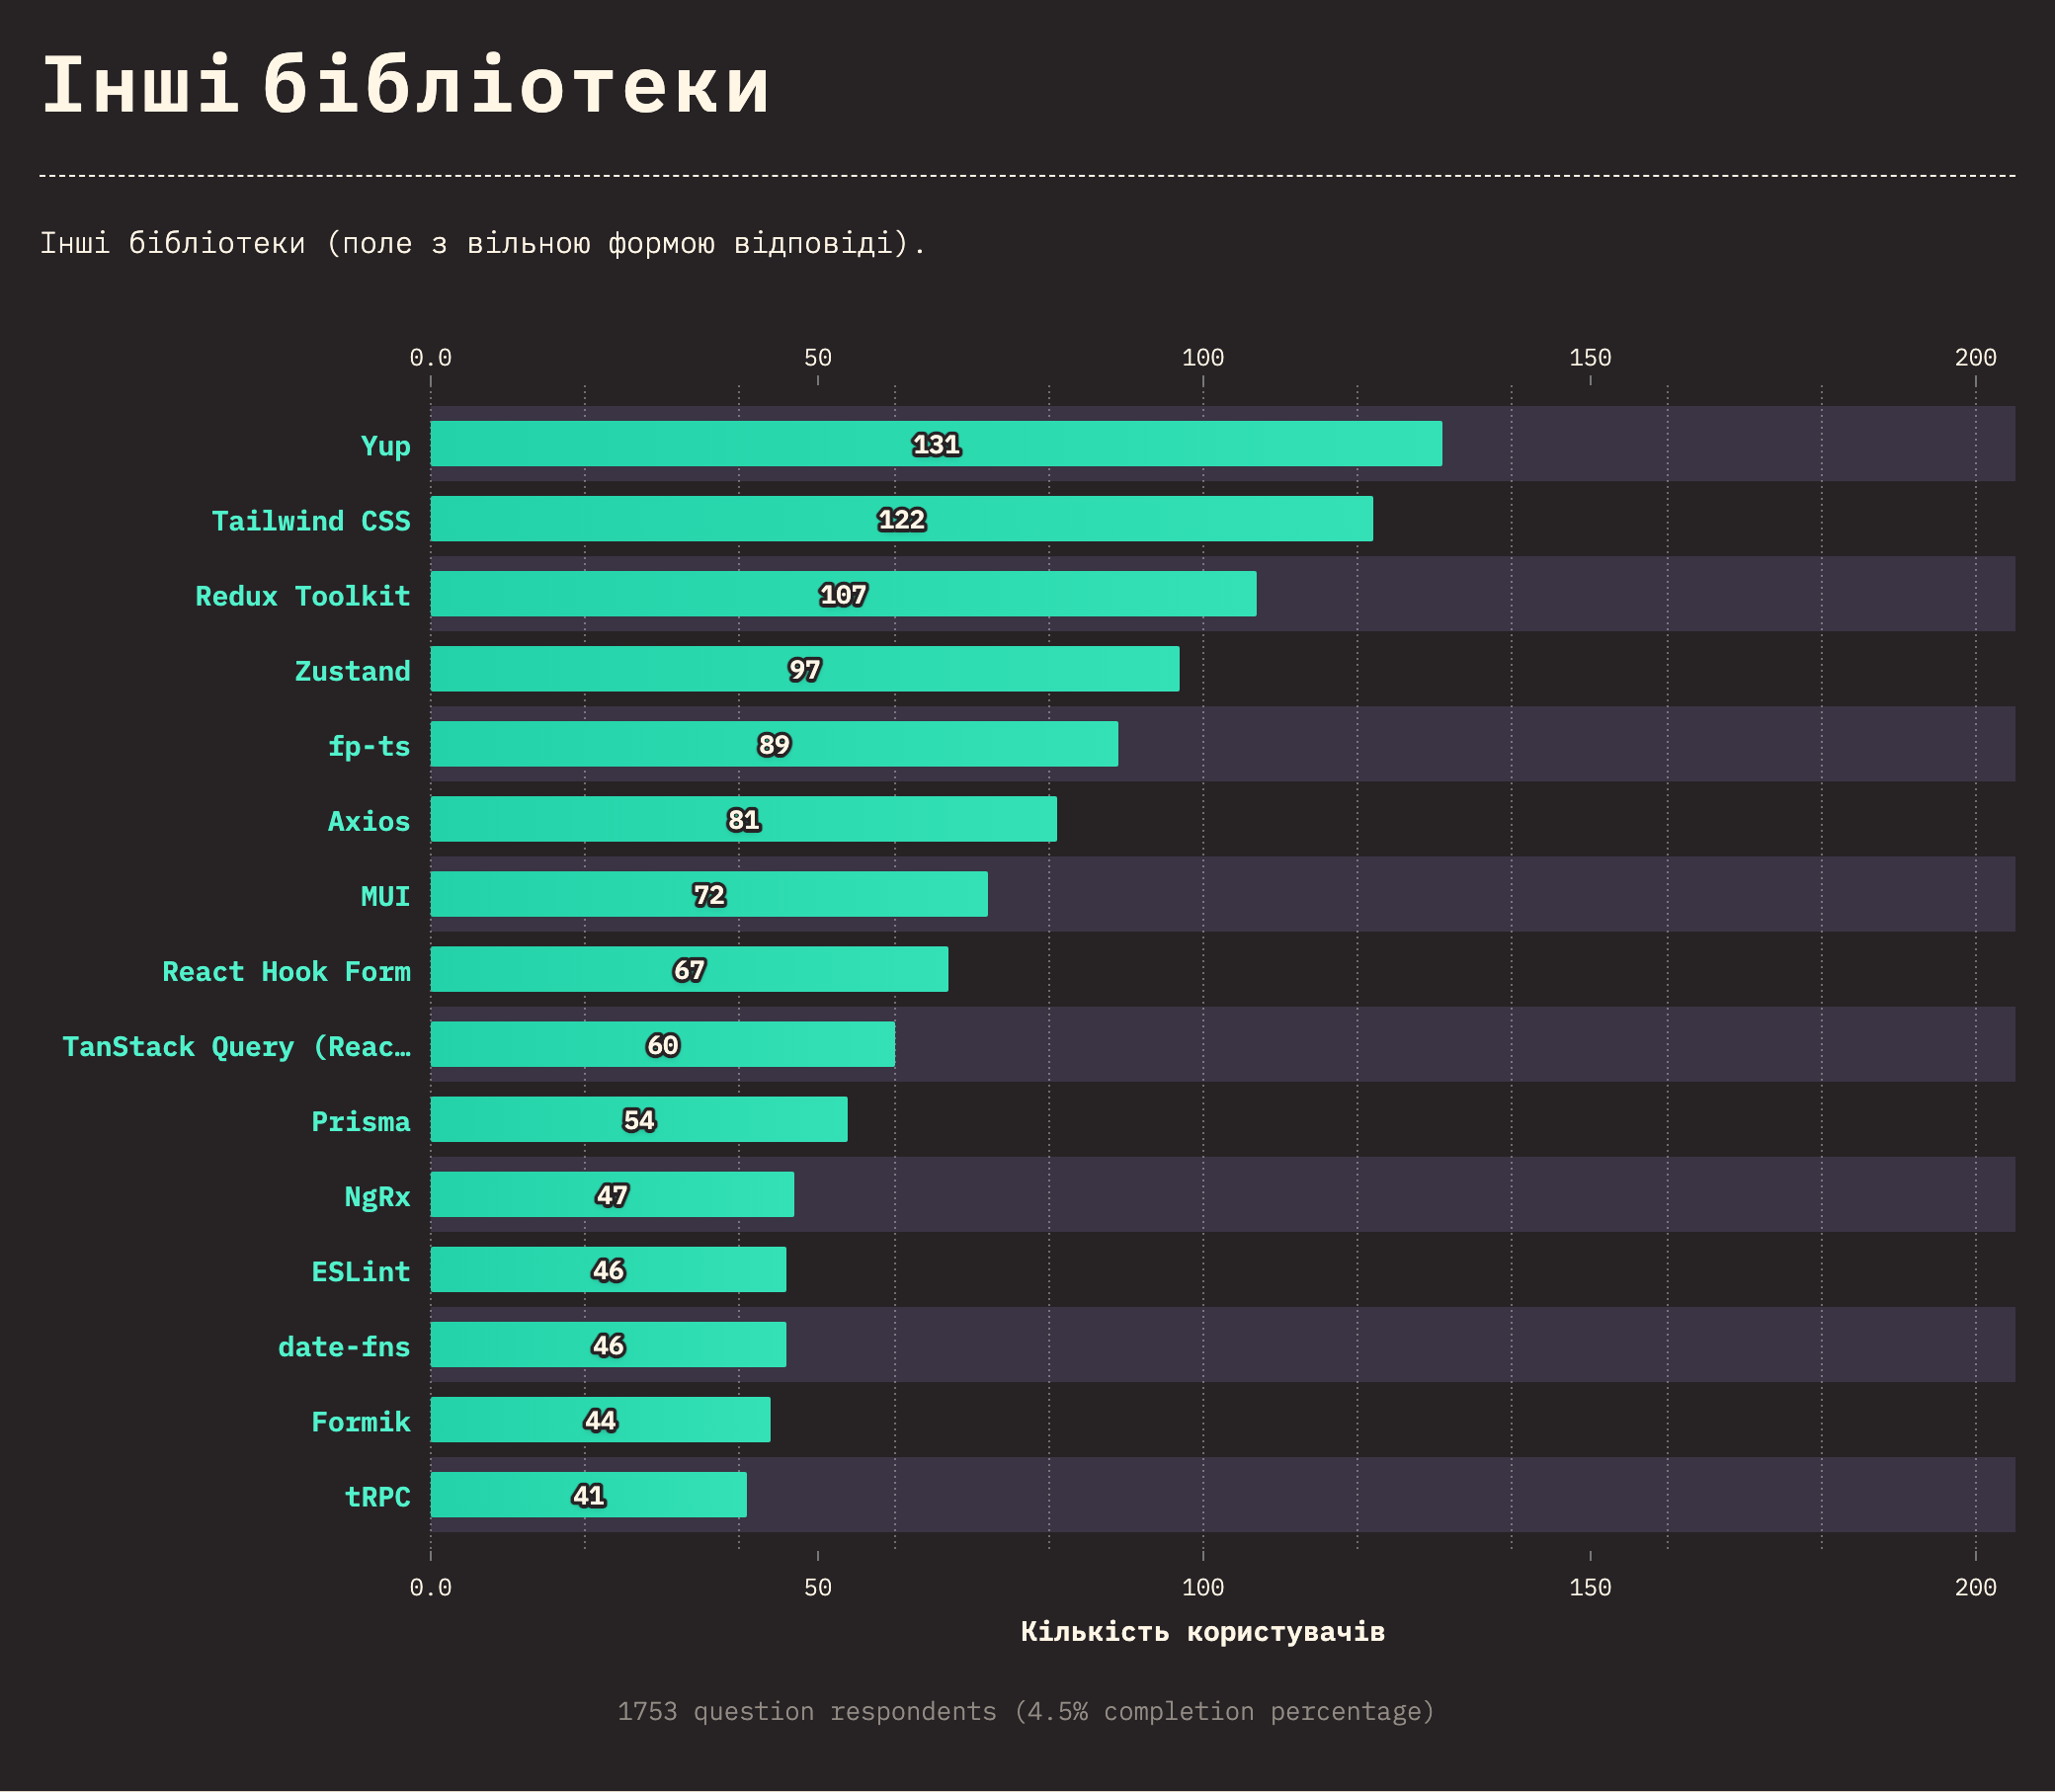 Інші бібліотеки
Інші бібліотеки (поле з вільною формою відповіді).
0.0 50 100 150 200
Yup 131
Tailwind CSS 122
Redux Toolkit 107
Zustand 97
fp-ts 89
Axios 81
MUI 72
React Hook Form 67
TanStack Query (Reac… 60
Prisma 54
NgRx 47
ESLint 46
date-fns 46
Formik 44
tRPC 41
0.0 50 100 150 200
Кількість користувачів
1753 question respondents (4.5% completion percentage)